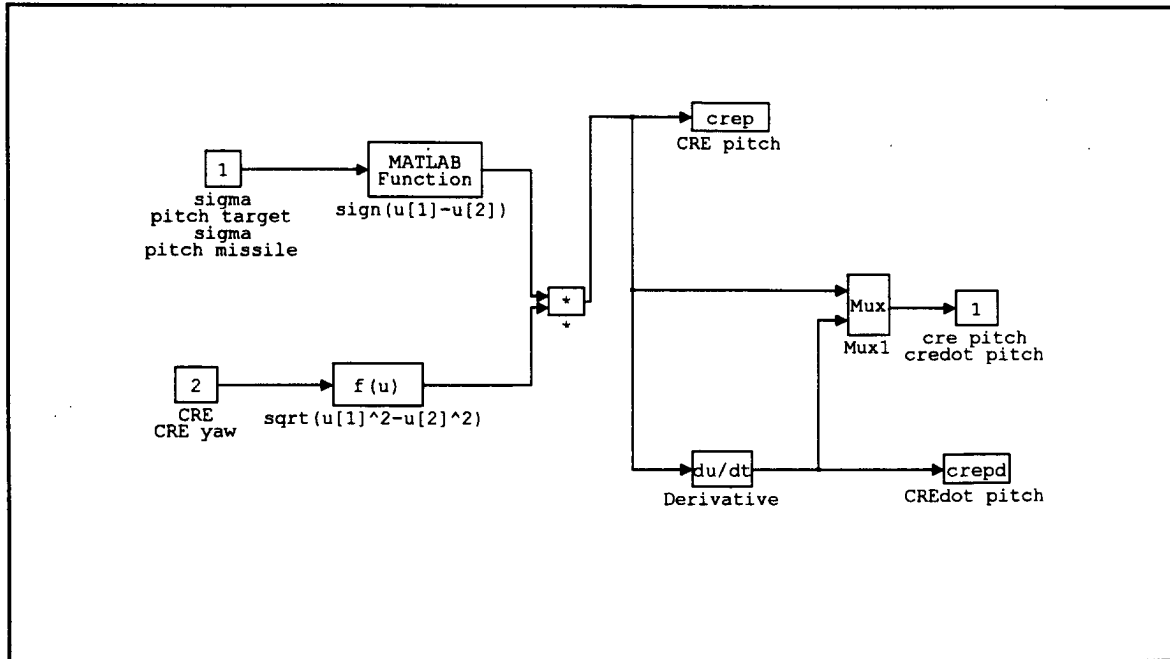 crep
CRE pitch
1
MATLAB
Function
sigma
pitch target
sigma
pitch missile
sign(u[1]-u[2])
*
*
Mux
Mux1
1
cre pitch
credot pitch
2
CRE
CRE yaw
f(u)
sqrt(u[1]^2-u[2]^2)
du/dt
Derivative
crepd
CREdot pitch